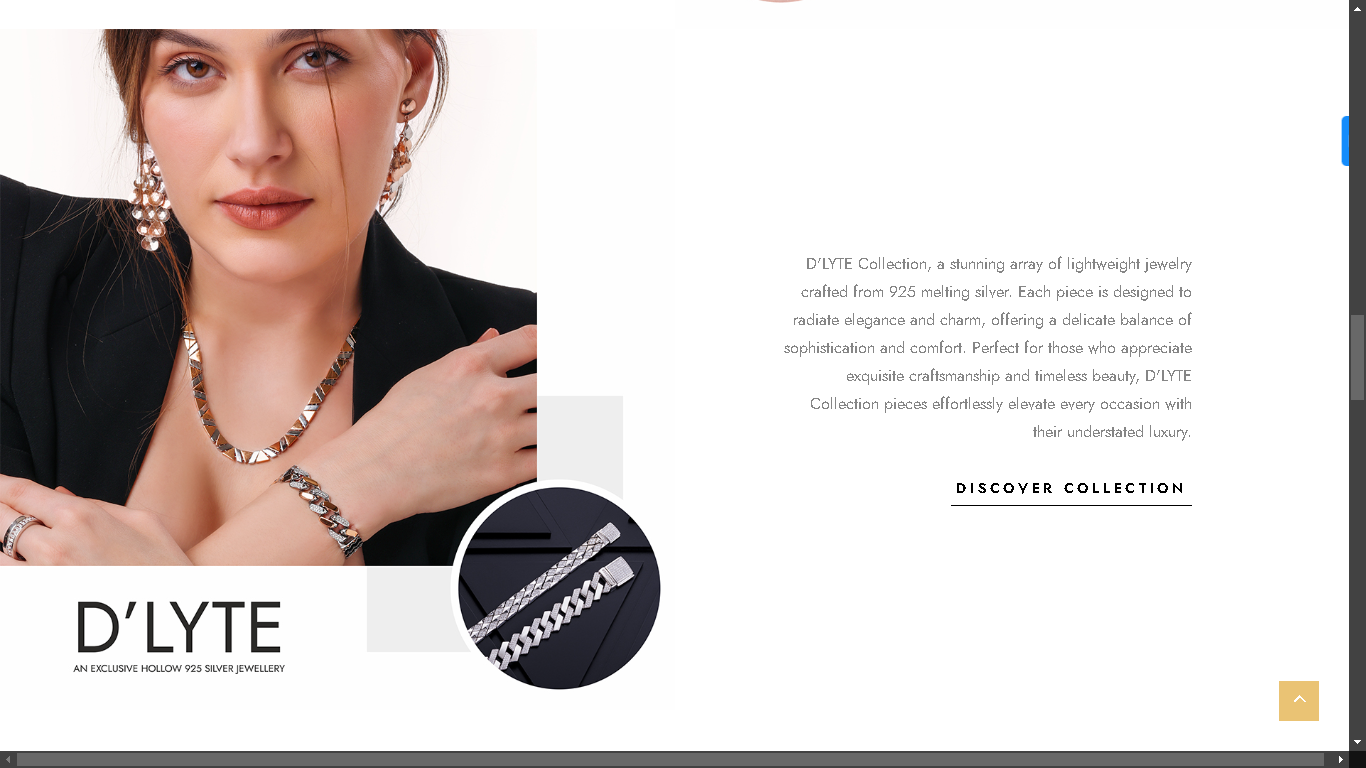 D'LYTE Collection, a stunning array of lightweight jewelry
crafted from 925 melting silver. Each piece is designed to
radiate elegance and charm, offering a delicate balance of
sophistication and comfort. Perfect for those who appreciate
exquisite craftsmanship and timeless beauty, D'LYTE
Collection pieces effortlessly elevate every occasion with
their understated luxury.
DISCOVER COLLECTION
D'LYTE
AN EXCLUSIVE HOLLOW 925 SILVER JEWELLERY